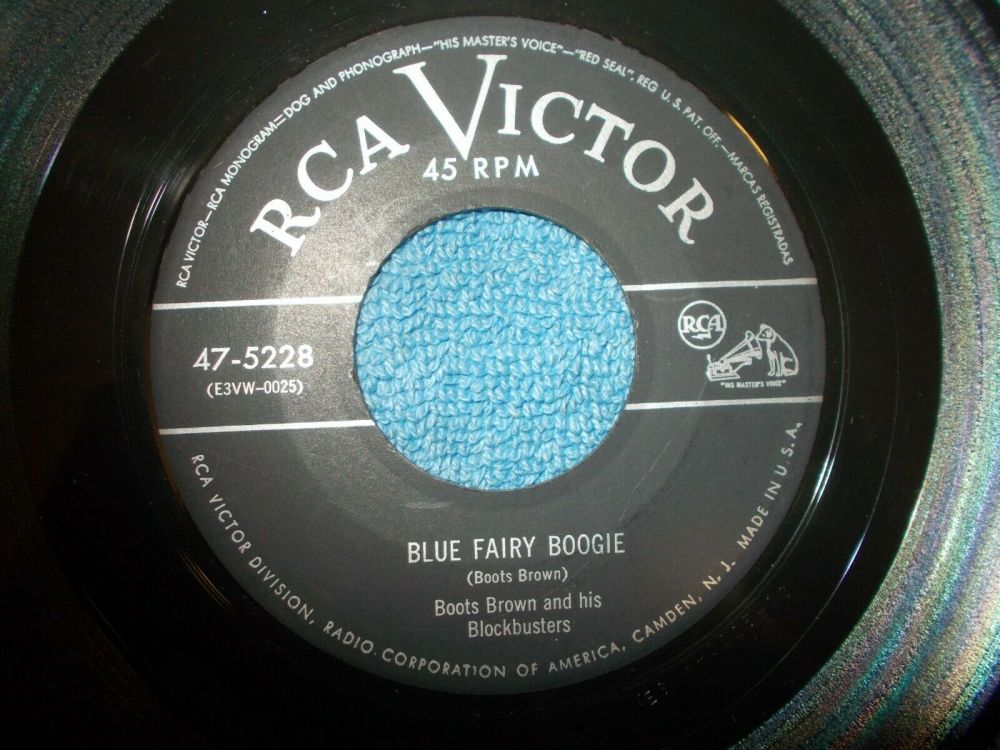 RCA VICTOR—RCA MONOGRAM—DOG AND PHONOGRAPH—"HIS MASTER'S VOICE"—"RED SEAL", REG U.S. PAT. OFF.—MARCAS REGISTRADAS
RCA VICTOR
45 RPM
47-5228
(E3VW-0025)
RCA
"HIS MASTER'S VOICE"
BLUE FAIRY BOOGIE
(Boots Brown)
Boots Brown and his
Blockbusters
RCA VICTOR DIVISION, RADIO CORPORATION OF AMERICA, CAMDEN, N. J. MADE IN U.S.A.